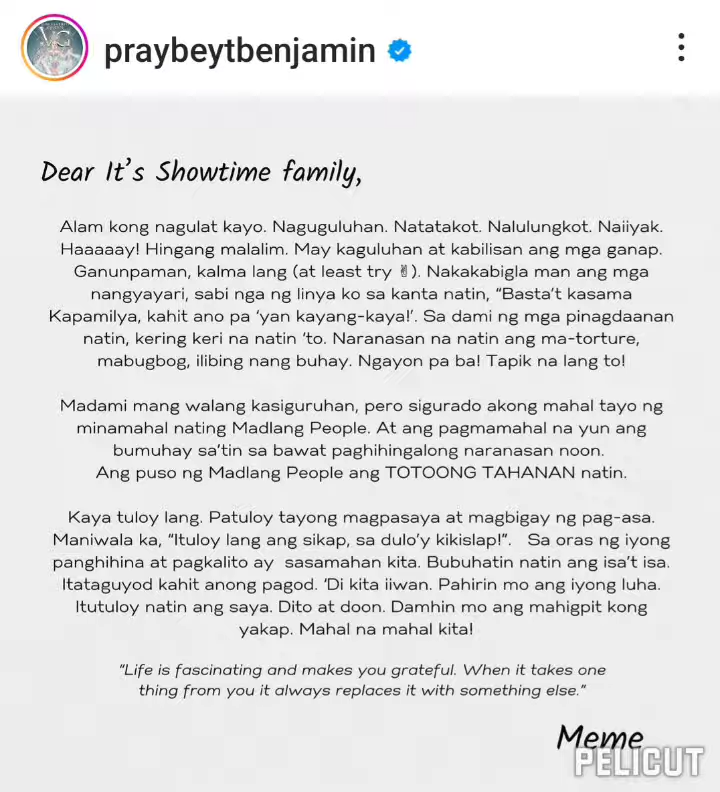 VG
praybeytbenjamin
Dear It's Showtime family,
Alam kong nagulat kayo. Naguguluhan. Natatakot. Nalulungkot. Naiiyak.
Haaaaay! Hingang malalim. May kaguluhan at kabilisan ang mga ganap.
Ganunpaman, kalma lang (at least try ✌). Nakakabigla man ang mga
nangyayari, sabi nga ng linya ko sa kanta natin, “Basta’t kasama
Kapamilya, kahit ano pa ‘yan kayang-kaya!’. Sa dami ng mga pinagdaanan
natin, kering keri na natin ‘to. Naranasan na natin ang ma-torture,
mabugbog, ilibing nang buhay. Ngayon pa ba! Tapik na lang to!
Madami mang walang kasiguruhan, pero sigurado akong mahal tayo ng
minamahal nating Madlang People. At ang pagmamahal na yun ang
bumuhay sa’tin sa bawat paghihingalong naranasan noon.
Ang puso ng Madlang People ang TOTOONG TAHANAN natin.
Kaya tuloy lang. Patuloy tayong magpasaya at magbigay ng pag-asa.
Maniwala ka, “Ituloy lang ang sikap, sa dulo’y kikislap!”. Sa oras ng iyong
panghihina at pagkalito ay sasamahan kita. Bubuhatin natin ang isa’t isa.
Itataguyod kahit anong pagod. ‘Di kita iiwan. Pahirin mo ang iyong luha.
Itutuloy natin ang saya. Dito at doon. Damhin mo ang mahigpit kong
yakap. Mahal na mahal kita!
"Life is fascinating and makes you grateful. When it takes one
thing from you it always replaces it with something else."
Meme
PELICUT